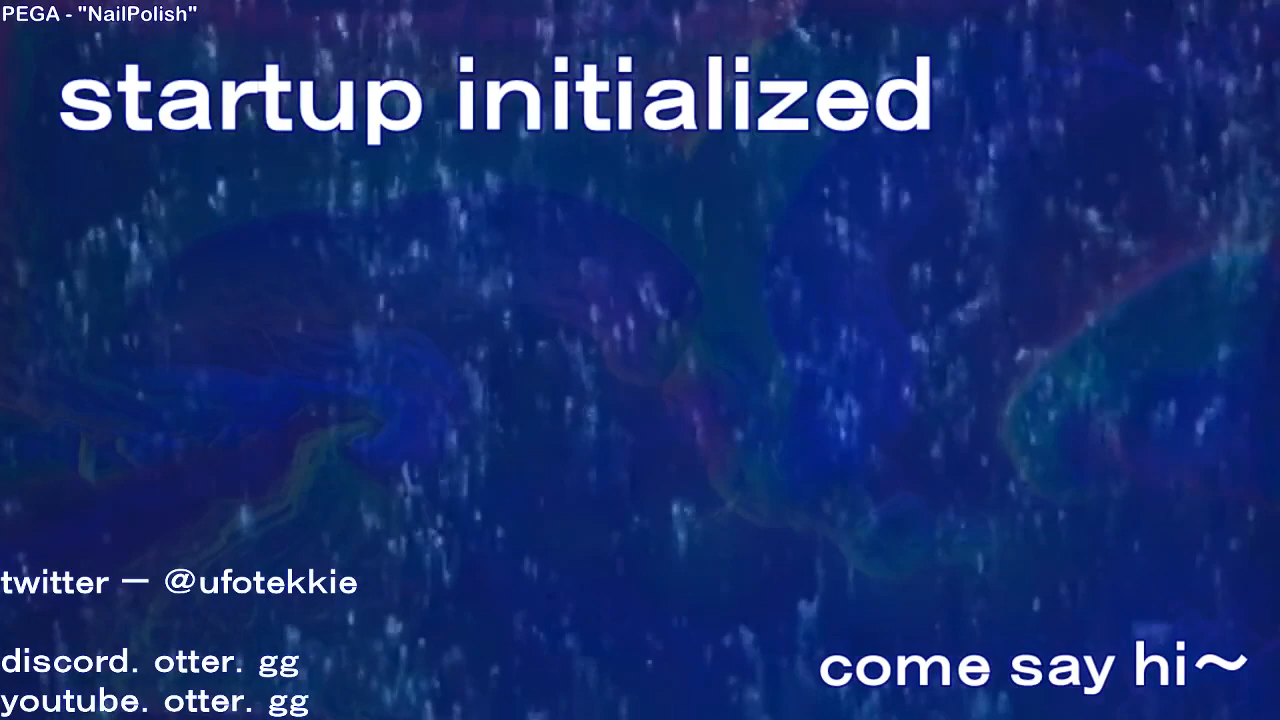 PEGA - "NailPolish"
startup initialized
twitter — @ufotekkie
discord. otter. gg
youtube. otter. gg
come say hi~